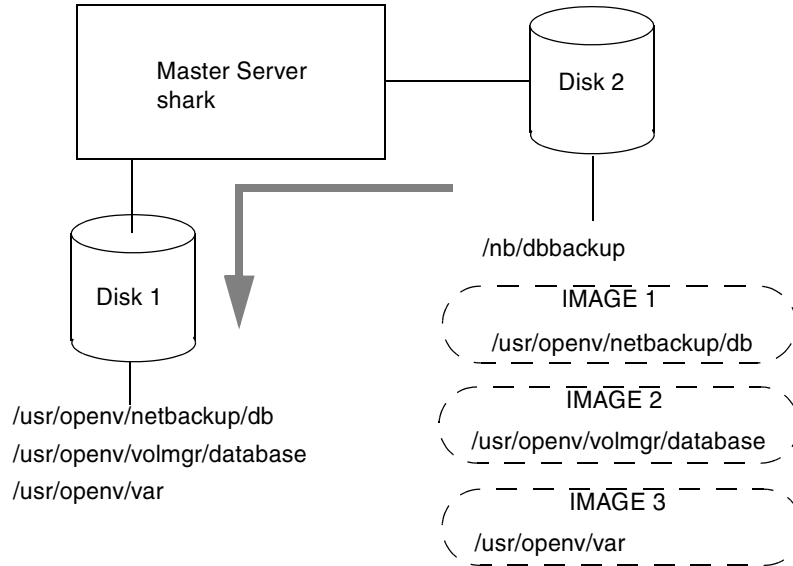 Master Server
shark
Disk 2
Disk 1
/nb/dbbackup
IMAGE 1
/usr/openv/netbackup/db
IMAGE 2
/usr/openv/volmgr/database
IMAGE 3
/usr/openv/var
/usr/openv/netbackup/db
/usr/openv/volmgr/database
/usr/openv/var